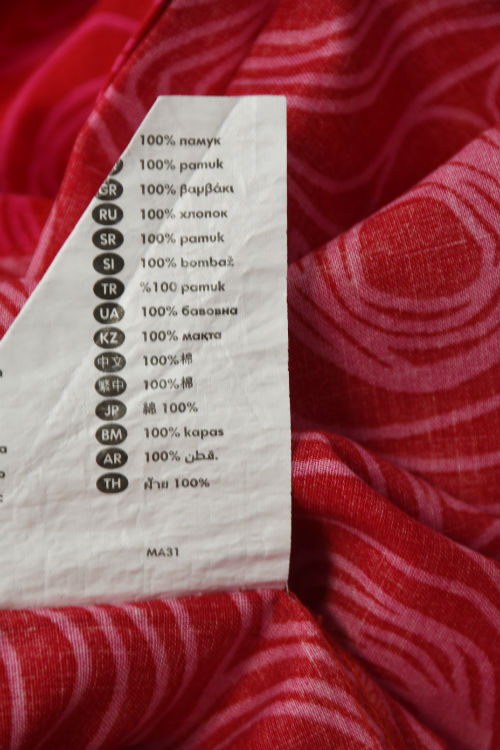 100% памук
100% pamuk
GR 100% βαμβάκι
RU 100% хлопок
SR 100% pamuk
SI 100% bombaž
TR %100 pamuk
UA 100% бавовна
KZ 100% мақта
中文 100%棉
繁中 100%棉
JP 綿 100%
BM 100% kapas
AR 100% قطن.
TH ฝ้าย 100%
MA31